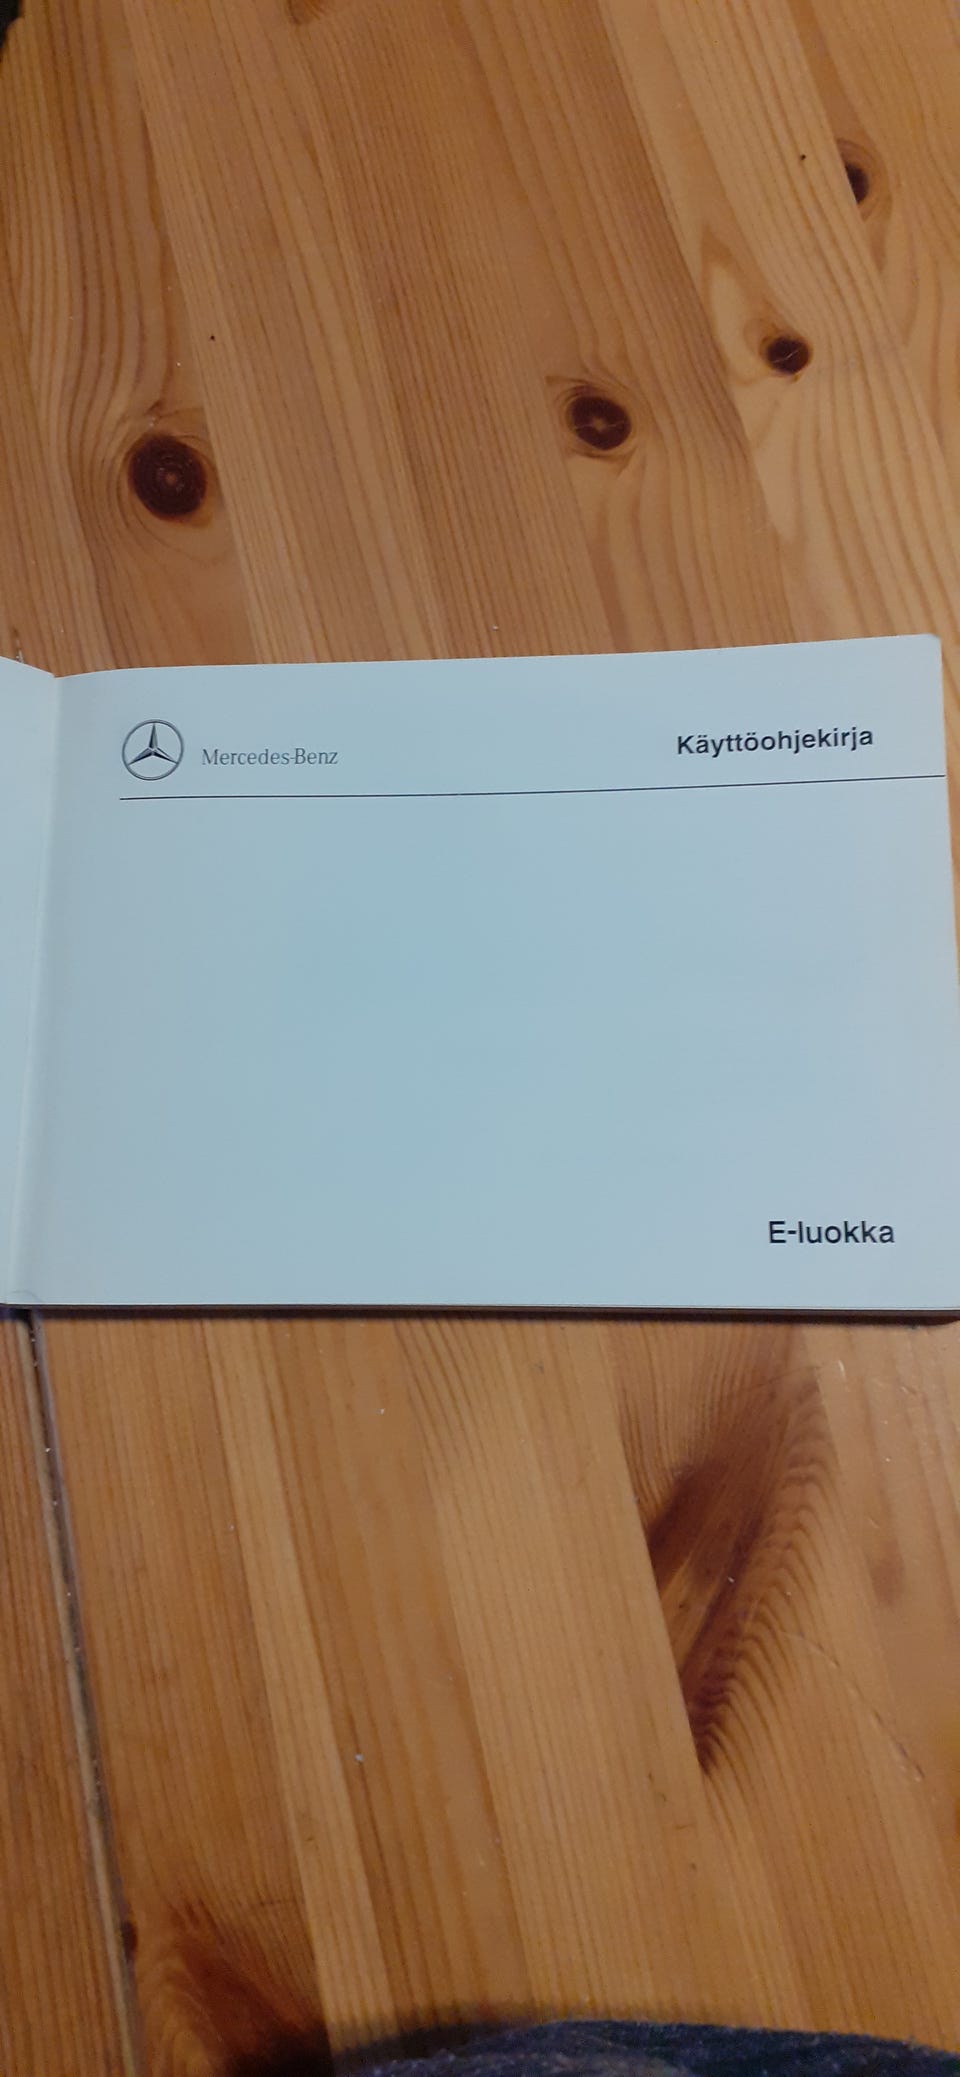 Mercedes-Benz
Käyttöohjekirja
E-luokka